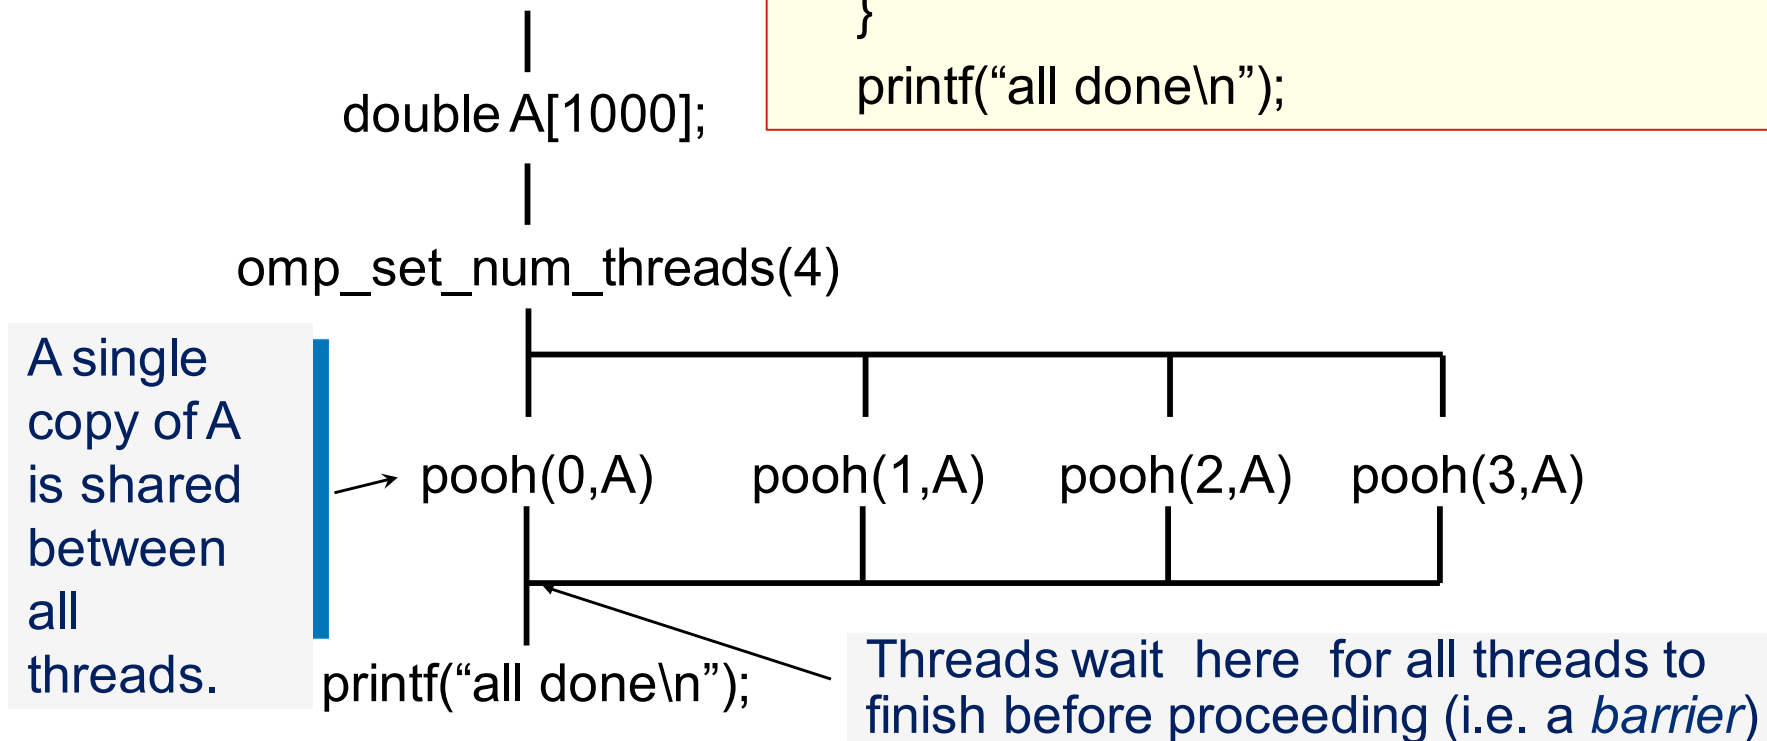 }
printf(“all done\n”);
double A[1000];
omp_set_num_threads(4)
A single
copy of A
is shared
between
all
threads.
pooh(0,A) pooh(1,A) pooh(2,A) pooh(3,A)
printf(“all done\n”);
Threads wait here for all threads to
finish before proceeding (i.e. a barrier)